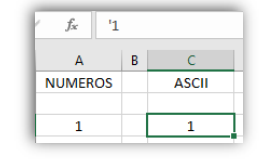 fx '1
A B C
NUMEROS ASCII
1 1